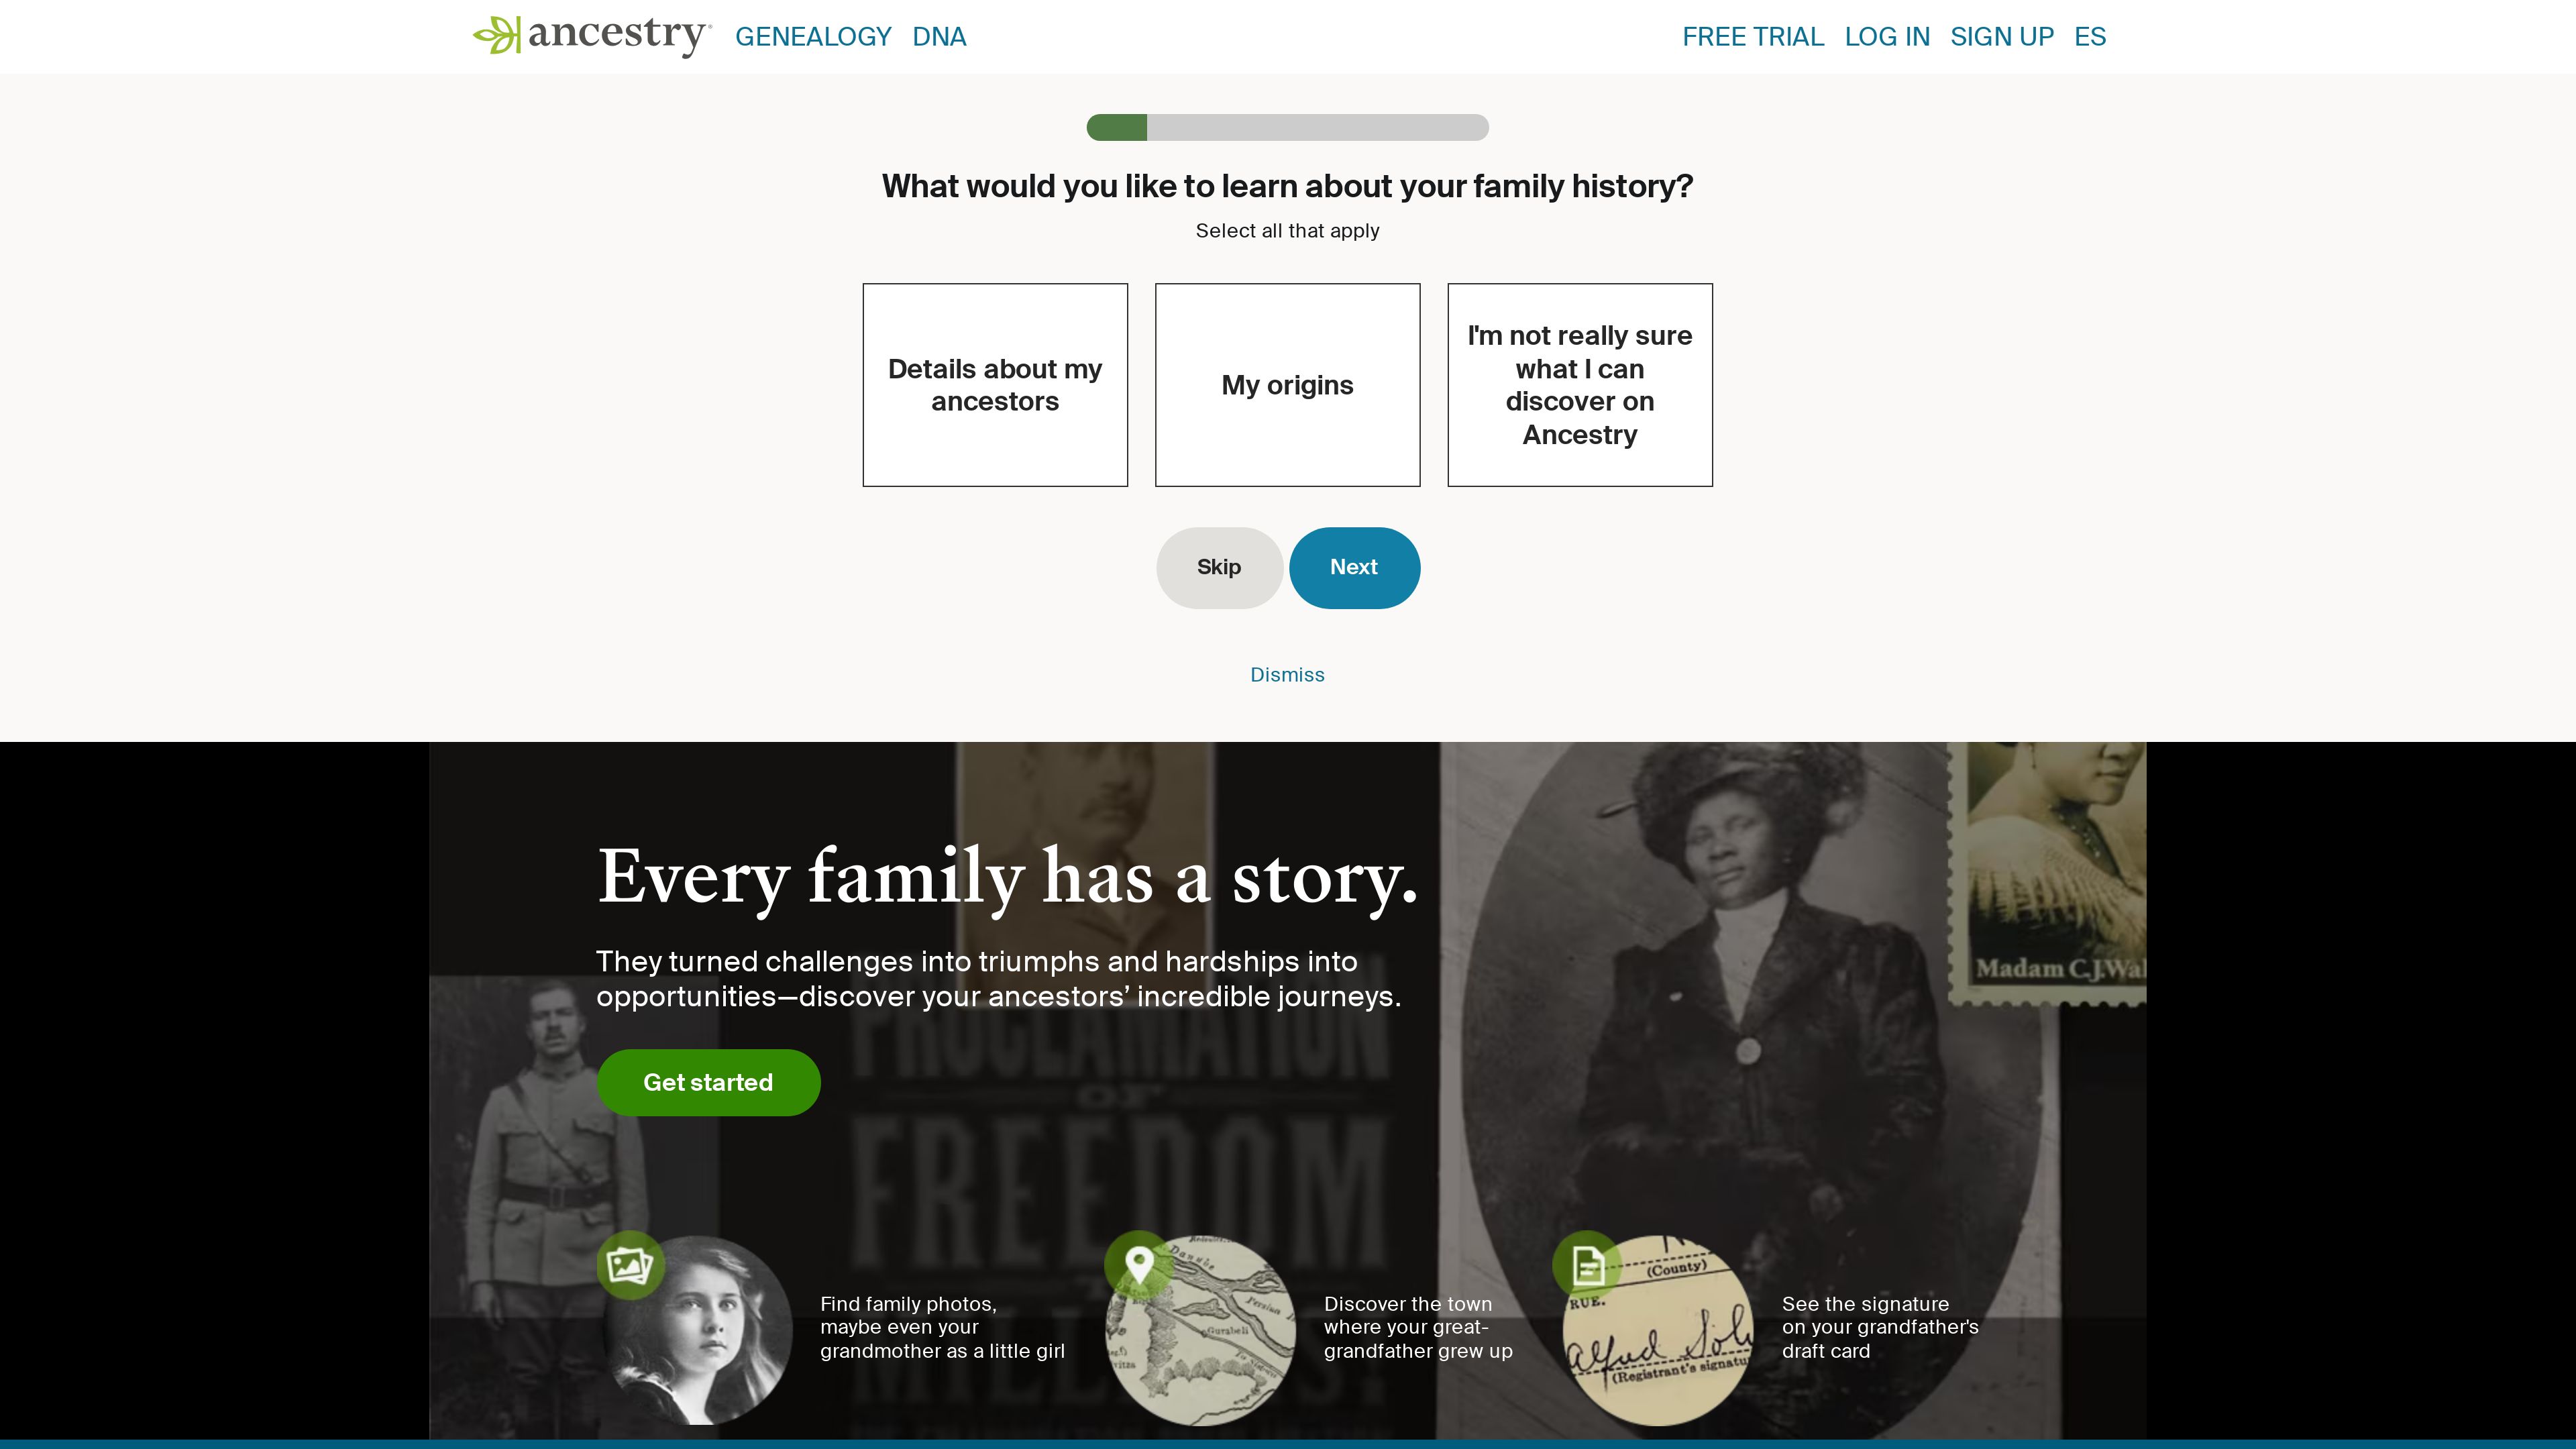 ancestry
GENEALOGY DNA
FREE TRIAL LOG IN SIGN UP ES
What would you like to learn about your family history?
Select all that apply
Details about my
ancestors
My origins
I'm not really sure
what I can
discover on
Ancestry
Skip
Next
Dismiss
Every family has a story.
They turned challenges into triumphs and hardships into
opportunities—discover your ancestors’ incredible journeys.
Get started
Madam C.J.
PROCLAMATION
OF
FREEDOM
Find family photos,
maybe even your
grandmother as a little girl
Danube
Persian
Gurabeli
Discover the town
where your great-
grandfather grew up
(County)
RUE.
(Registrant's
See the signature
on your grandfather's
draft card